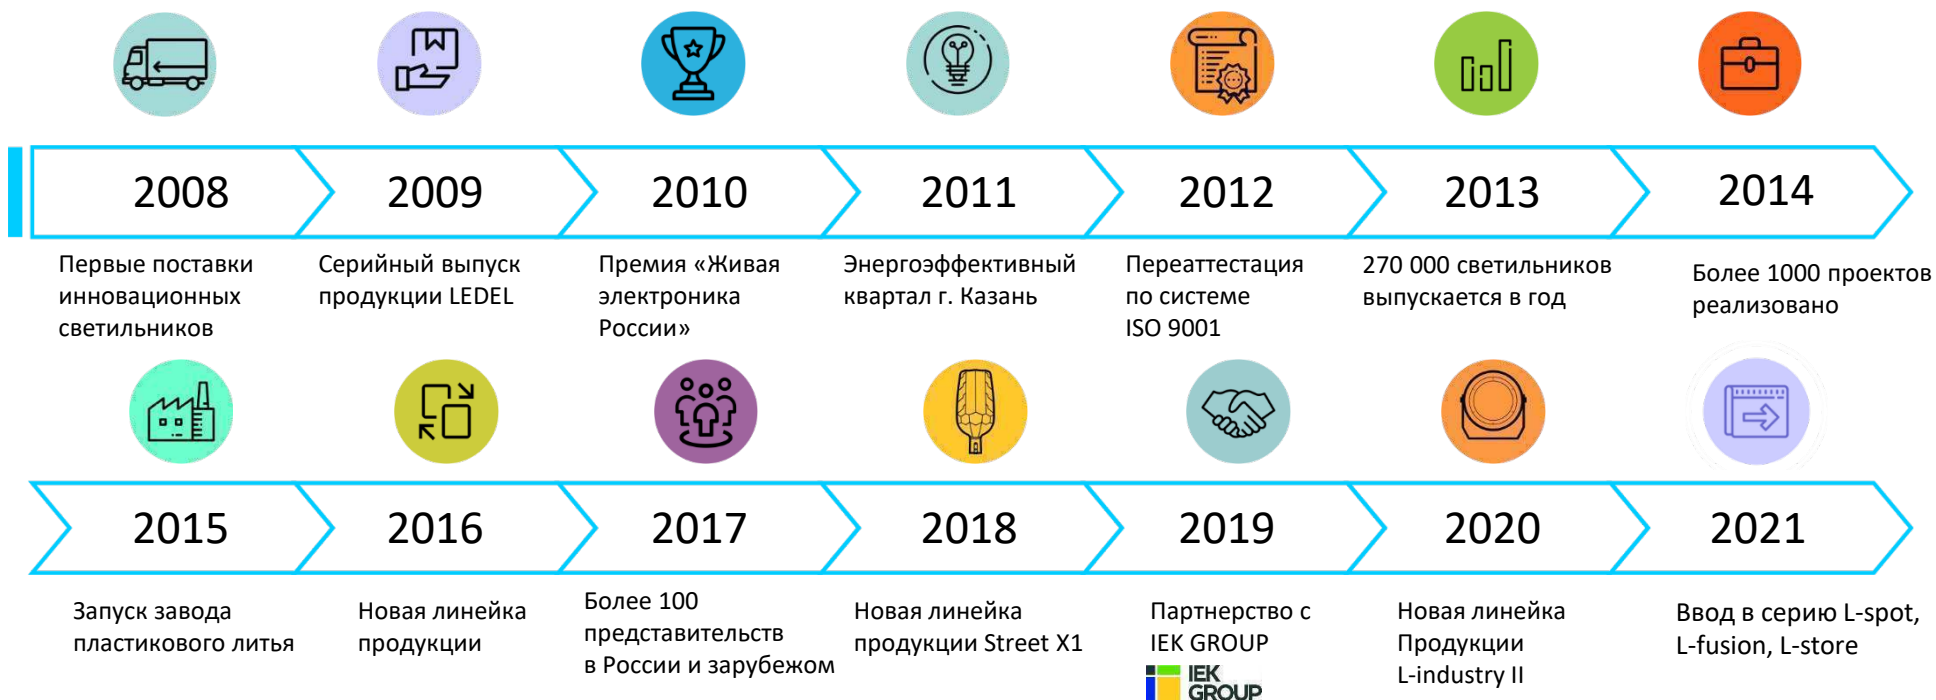 2008
2009
2010
2011
2012
2013
2014
Первые поставки
инновационных
светильников
Серийный выпуск
продукции LEDEL
Премия «Живая
электроника
России»
Энергоэффективный
квартал г. Казань
Переаттестация
по системе
ISO 9001
270 000 светильников
выпускается в год
Более 1000 проектов
реализовано
2015
2016
2017
2018
2019
2020
2021
Запуск завода
пластикового литья
Новая линейка
продукции
Более 100
представительств
в России и зарубежом
Новая линейка
продукции Street X1
Партнерство с
IEK GROUP
IEK
GROUP
Новая линейка
Продукции
L-industry II
Ввод в серию L-spot,
L-fusion, L-store